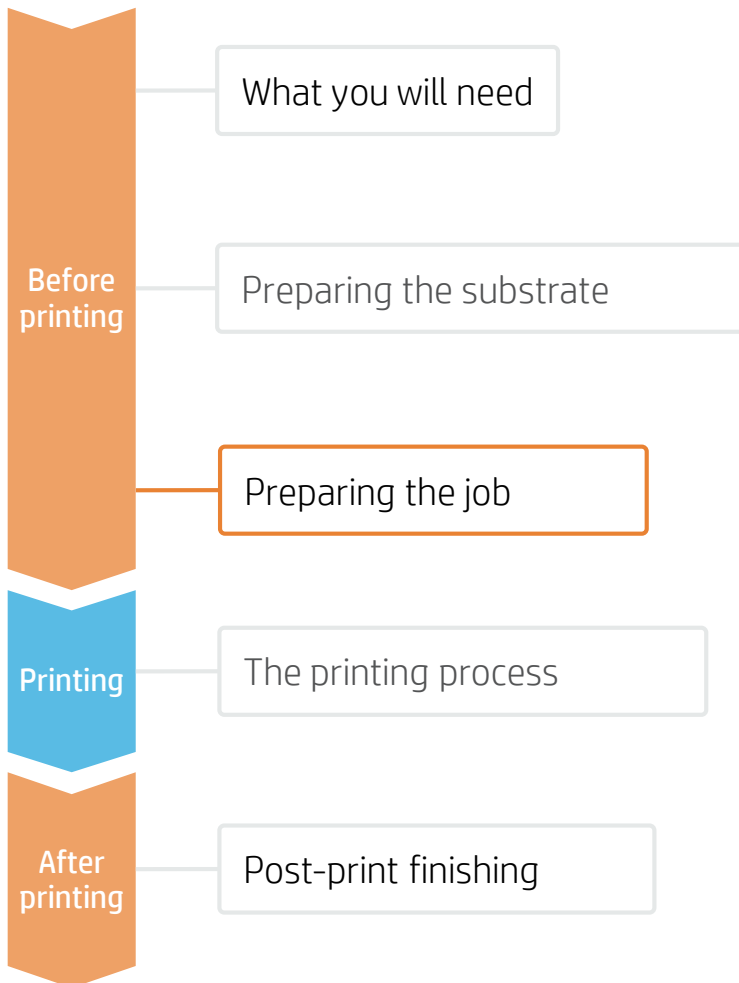 What you will need
Before
printing
Preparing the substrate
Preparing the job
Printing
The printing process
After
printing
Post-print finishing